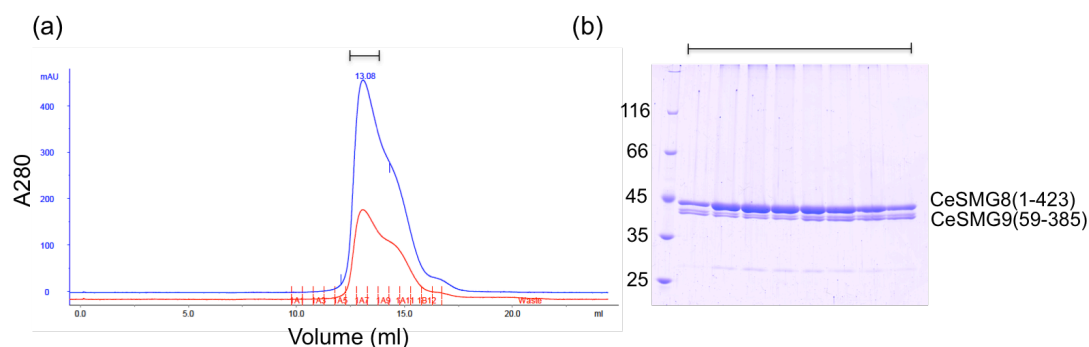 (a)
mAU
400
300
200
100
0
A280
13.08
1A1 1A3 1A5 1A7 1A9 1A11 1B12 Waste
0.0 5.0 10.0 15.0 20.0 ml
Volume (ml)
(b)
116
66
45
35
25
CeSMG8(1-423)
CeSMG9(59-385)